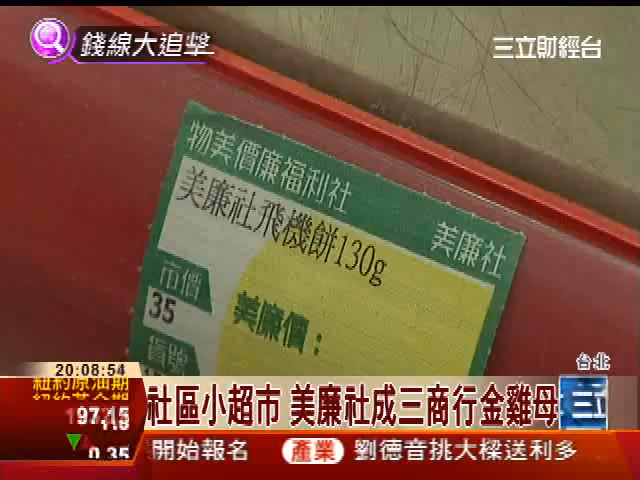 錢線大追擊
三立財經台
物美價廉福利社
美廉社飛機餅130g
美廉社
市價
35
美廉價：
貨號
台北
20:08:54
紐約原油期
97.15
0.35
社區小超市 美廉社成三商行金雞母
三立
開始報名 產業 劉德音挑大樑送利多